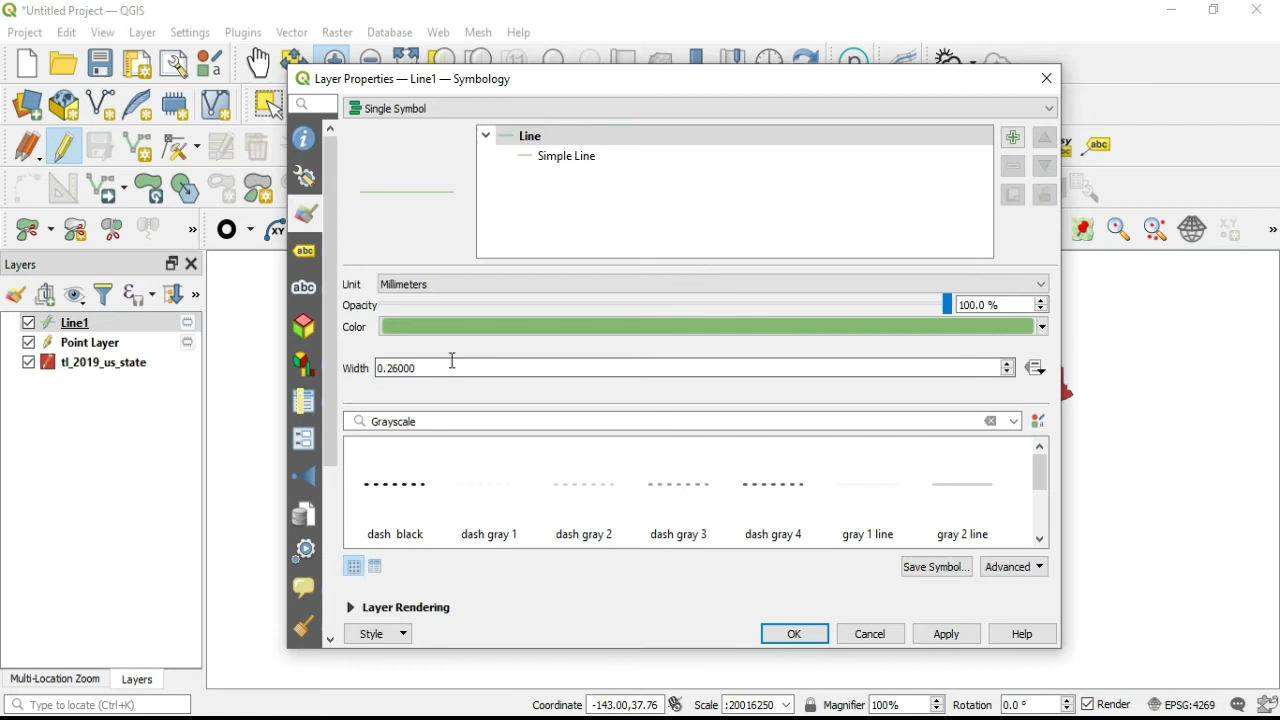 *Untitled Project — QGIS
Project Edit View Layer Settings Plugins Vector Raster Database Web Mesh Help
Layer Properties — Line1 — Symbology
Single Symbol
Line
Simple Line
abc
abc
abc
XY
Layers
Line1
Point Layer
tl_2019_us_state
Unit Millimeters
Opacity 100.0 %
Color
Width 0.26000
Grayscale
dash black dash gray 1 dash gray 2 dash gray 3 dash gray 4 gray 1 line gray 2 line
Save Symbol... Advanced
Layer Rendering
Style OK Cancel Apply Help
Multi-Location Zoom Layers
Type to locate (Ctrl+K) Coordinate -143.00,37.76 Scale :20016250 Magnifier 100% Rotation 0.0 ° Render EPSG:4269